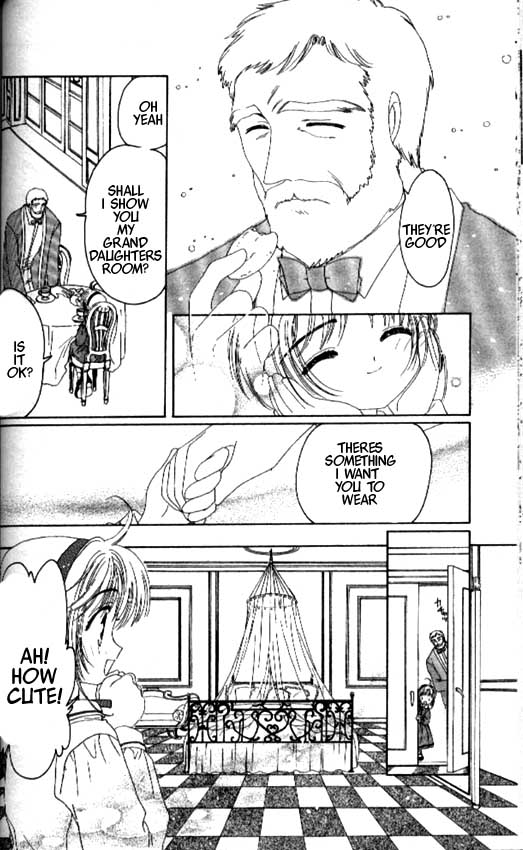 THEY'RE
GOOD
OH
YEAH
SHALL
I SHOW
YOU
MY
GRAND
DAUGHTERS
ROOM?
IS
IT
OK?
THERES
SOMETHING
I WANT
YOU TO
WEAR
AH!
HOW
CUTE!